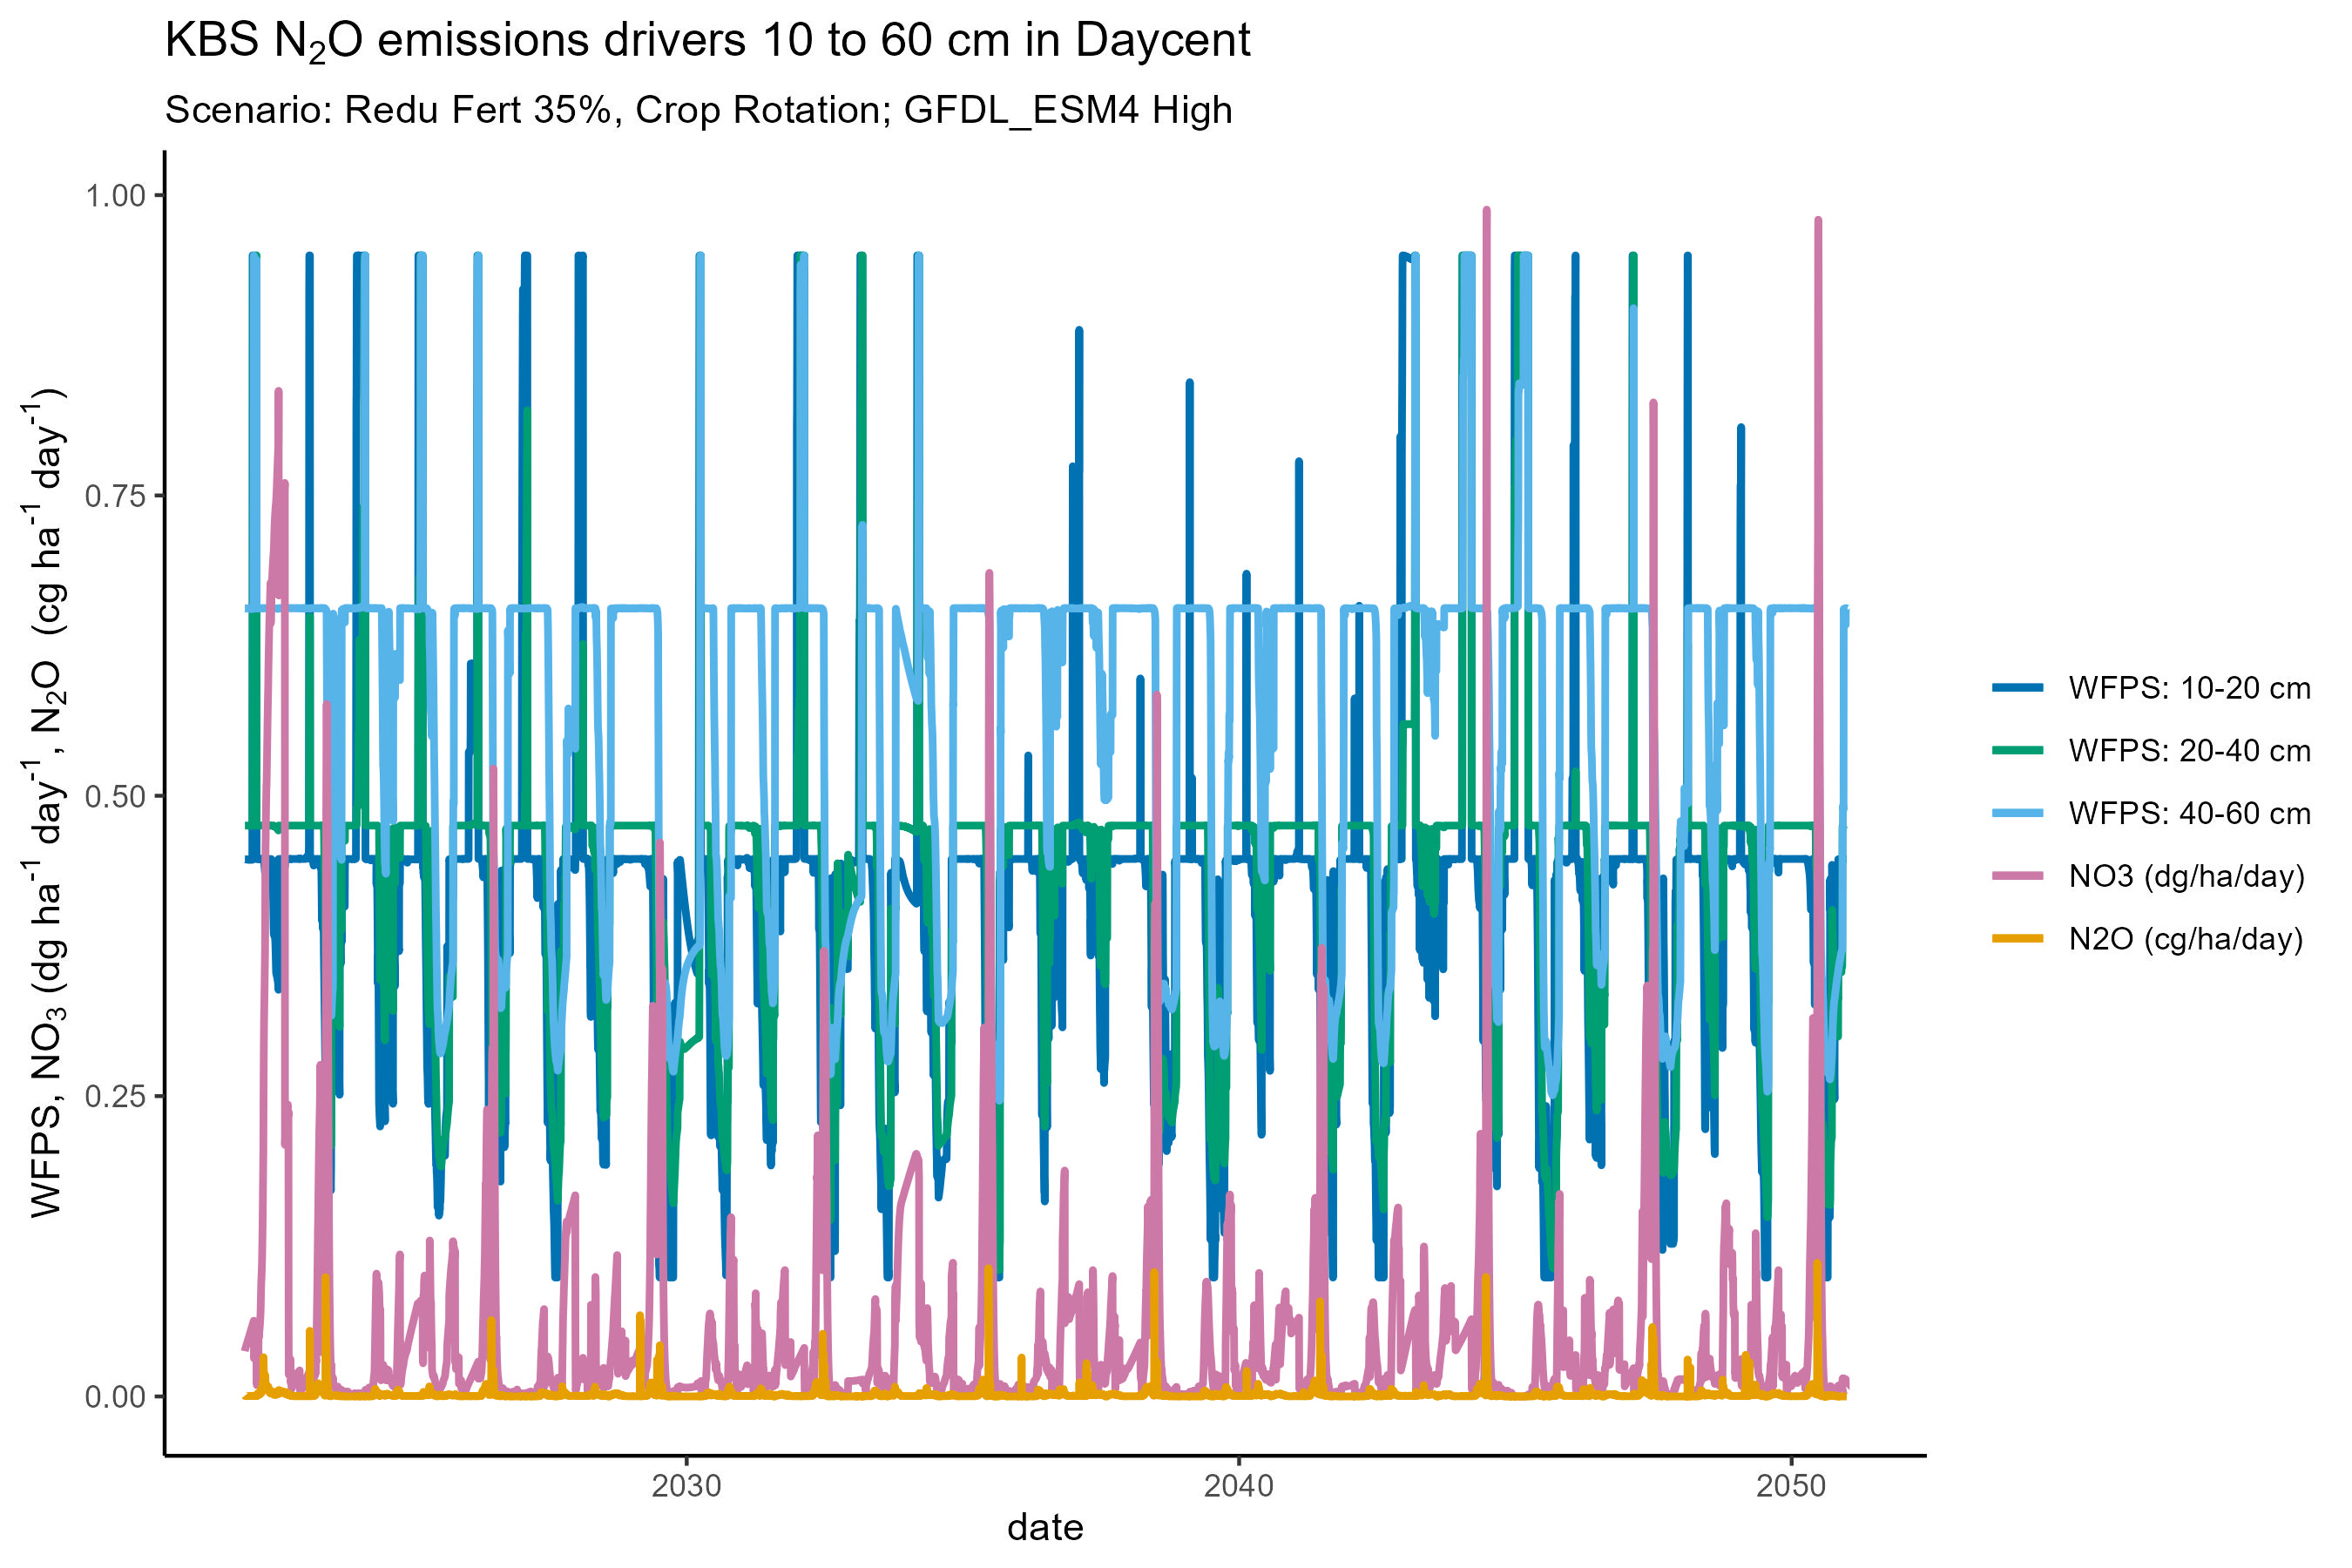 KBS N₂O emissions drivers 10 to 60 cm in Daycent
Scenario: Redu Fert 35%, Crop Rotation; GFDL_ESM4 High
WFPS, NO₃ (dg ha⁻¹ day⁻¹, N₂O (cg ha⁻¹ day⁻¹)
1.00
0.75
0.50
0.25
0.00
2030
2040
2050
date
WFPS: 10-20 cm
WFPS: 20-40 cm
WFPS: 40-60 cm
NO3 (dg/ha/day)
N2O (cg/ha/day)